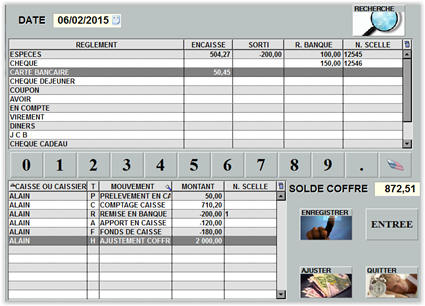 RECHERCHE
DATE 06/02/2015
REGLEMENT ENCAISSE SORTI R. BANQUE N. SCELLE
ESPECES 504,27 -200,00 100,00 12545
CHEQUE 150,00 12546
CARTE BANCAIRE 50,45
CHEQUE DEJEUNER
COUPON
AVOIR
EN COMPTE
VIREMENT
DINERS
J C B
CHEQUE CADEAU
0 1 2 3 4 5 6 7 8 9 .
CAISSE OU CAISSIER T MOUVEMENT MONTANT N. SCELLE
ALAIN P PRELEVEMENT EN CA 50,00
ALAIN C COMPTAGE CAISSE 710,20
ALAIN R REMISE EN BANQUE -200,00 1
ALAIN A APPORT EN CAISSE -120,00
ALAIN F FONDS DE CAISSE -180,00
ALAIN H AJUSTEMENT COFFR 2 000,00
SOLDE COFFRE 872,51
ENREGISTRER
ENTREE
AJUSTER
QUITTER